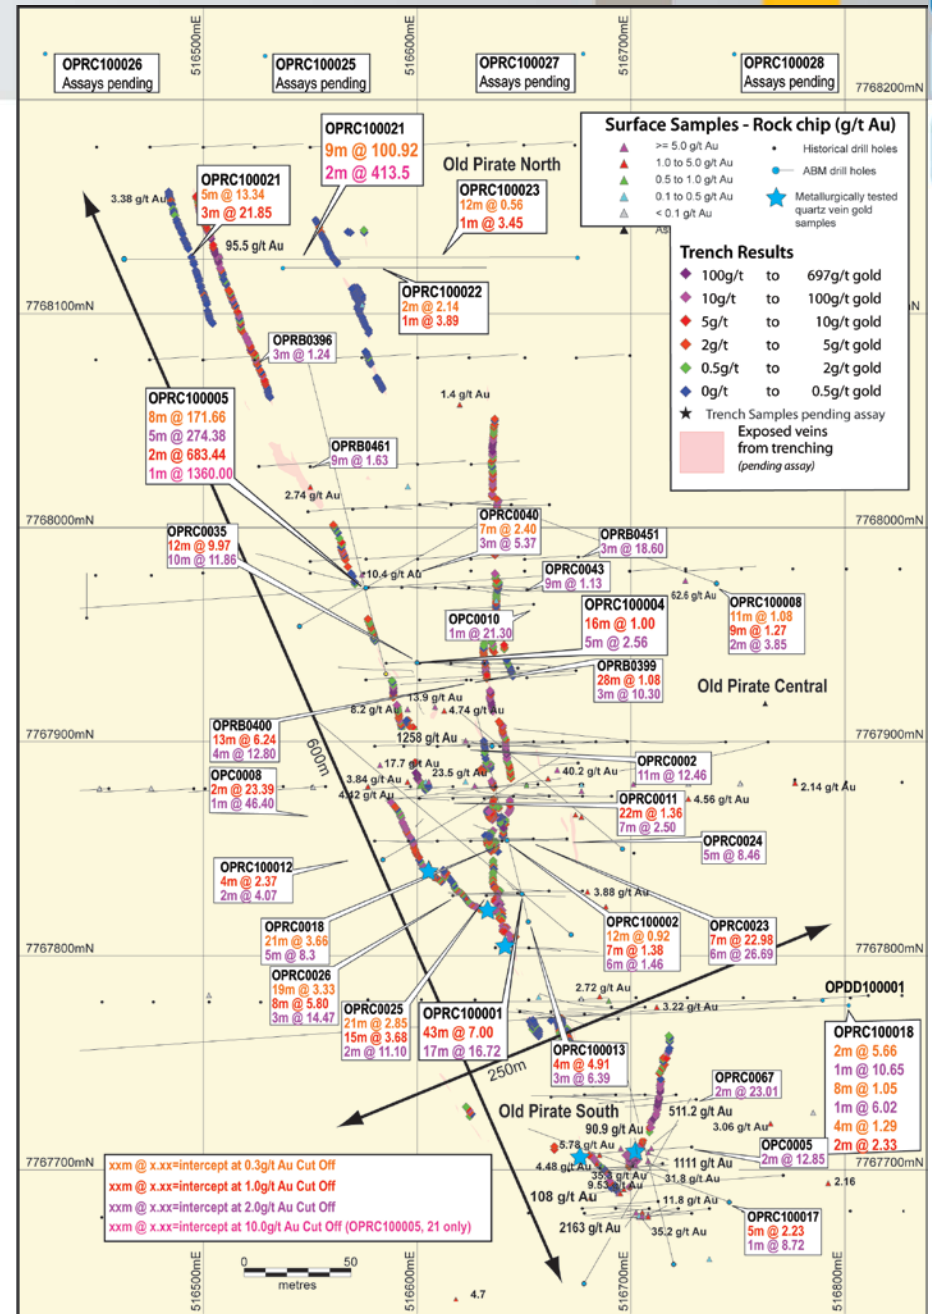 516500mE
516600mE
516700mE
OPRC100026
Assays pending
OPRC100025
Assays pending
OPRC100027
Assays pending
OPRC100028
Assays pending
7768200mN
Surface Samples - Rock chip (g/t Au)
>= 5.0 g/t Au
1.0 to 5.0 g/t Au
0.5 to 1.0 g/t Au
0.1 to 0.5 g/t Au
< 0.1 g/t Au
As
Historical drill holes
ABM drill holes
Metallurgically tested
quartz vein gold
samples
Trench Results
100g/t to 697g/t gold
10g/t to 100g/t gold
5g/t to 10g/t gold
2g/t to 5g/t gold
0.5g/t to 2g/t gold
0g/t to 0.5g/t gold
Trench Samples pending assay
Exposed veins
from trenching
(pending assay)
OPRC100021
9m @ 100.92
2m @ 413.5
Old Pirate North
OPRC100021
5m @ 13.34
3m @ 21.85
3.38 g/t Au
95.5 g/t Au
OPRC100023
12m @ 0.56
1m @ 3.45
OPRC100022
2m @ 2.14
1m @ 3.89
7768100mN
N
OPRB0396
3m @ 1.24
OPRC100005
8m @ 171.66
5m @ 274.38
2m @ 683.44
1m @ 1360.00
1.4 g/t Au
OPRB0461
9m @ 1.63
2.74 g/t Au
7768000mN
7768000mN
OPRC0035
12m @ 9.97
10m @ 11.86
OPRC0040
7m @ 2.40
3m @ 5.37
OPRB0451
3m @ 18.60
10.4 g/t Au
OPRC0043
9m @ 1.13
62.6 g/t Au
OPRC100008
11m @ 1.08
9m @ 1.27
2m @ 3.85
OPC0010
1m @ 21.30
OPRC100004
16m @ 1.00
5m @ 2.56
OPRB0399
28m @ 1.08
3m @ 10.30
Old Pirate Central
13.9 g/t Au
8.2 g/t Au
4.74 g/t Au
OPRB0400
13m @ 6.24
4m @ 12.80
600m
7767900mN
7767900mN
1258 g/t Au
OPRC0002
11m @ 12.46
OPC0008
2m @ 23.39
1m @ 46.40
17.7 g/t Au
23.5 g/t Au
40.2 g/t Au
3.84 g/t Au
4.42 g/t Au
2.14 g/t Au
OPRC0011
22m @ 1.36
7m @ 2.50
4.56 g/t Au
OPRC0024
5m @ 8.46
OPRC100012
4m @ 2.37
2m @ 4.07
3.88 g/t Au
OPRC0018
21m @ 3.66
5m @ 8.3
OPRC100002
12m @ 0.92
7m @ 1.38
6m @ 1.46
OPRC0023
7m @ 22.98
6m @ 26.69
7767800mN
7767800mN
OPRC0026
19m @ 3.33
8m @ 5.80
3m @ 14.47
OPRC0025
21m @ 2.85
15m @ 3.68
2m @ 11.10
OPRC100001
43m @ 7.00
17m @ 16.72
2.72 g/t Au
3.22 g/t Au
OPDD100001
OPRC100018
2m @ 5.66
1m @ 10.65
8m @ 1.05
1m @ 6.02
4m @ 1.29
2m @ 2.33
OPRC100013
4m @ 4.91
3m @ 6.39
250m
OPRC0067
2m @ 23.01
Old Pirate South
511.2 g/t Au
90.9 g/t Au
3.06 g/t Au
5.78 g/t Au
OPC0005
2m @ 12.85
4.48 g/t Au
1111 g/t Au
7767700mN
7767700mN
31.8 g/t Au
2.16
108 g/t Au
11.8 g/t Au
2163 g/t Au
35.2 g/t Au
OPRC100017
5m @ 2.23
1m @ 8.72
xxm @ x.xx=intercept at 0.3g/t Au Cut Off
xxm @ x.xx=intercept at 1.0g/t Au Cut Off
xxm @ x.xx=intercept at 2.0g/t Au Cut Off
xxm @ x.xx=intercept at 10.0g/t Au Cut Off (OPRC100005, 21 only)
0 50
metres
4.7
516500mE
516600mE
516700mE
516800mE